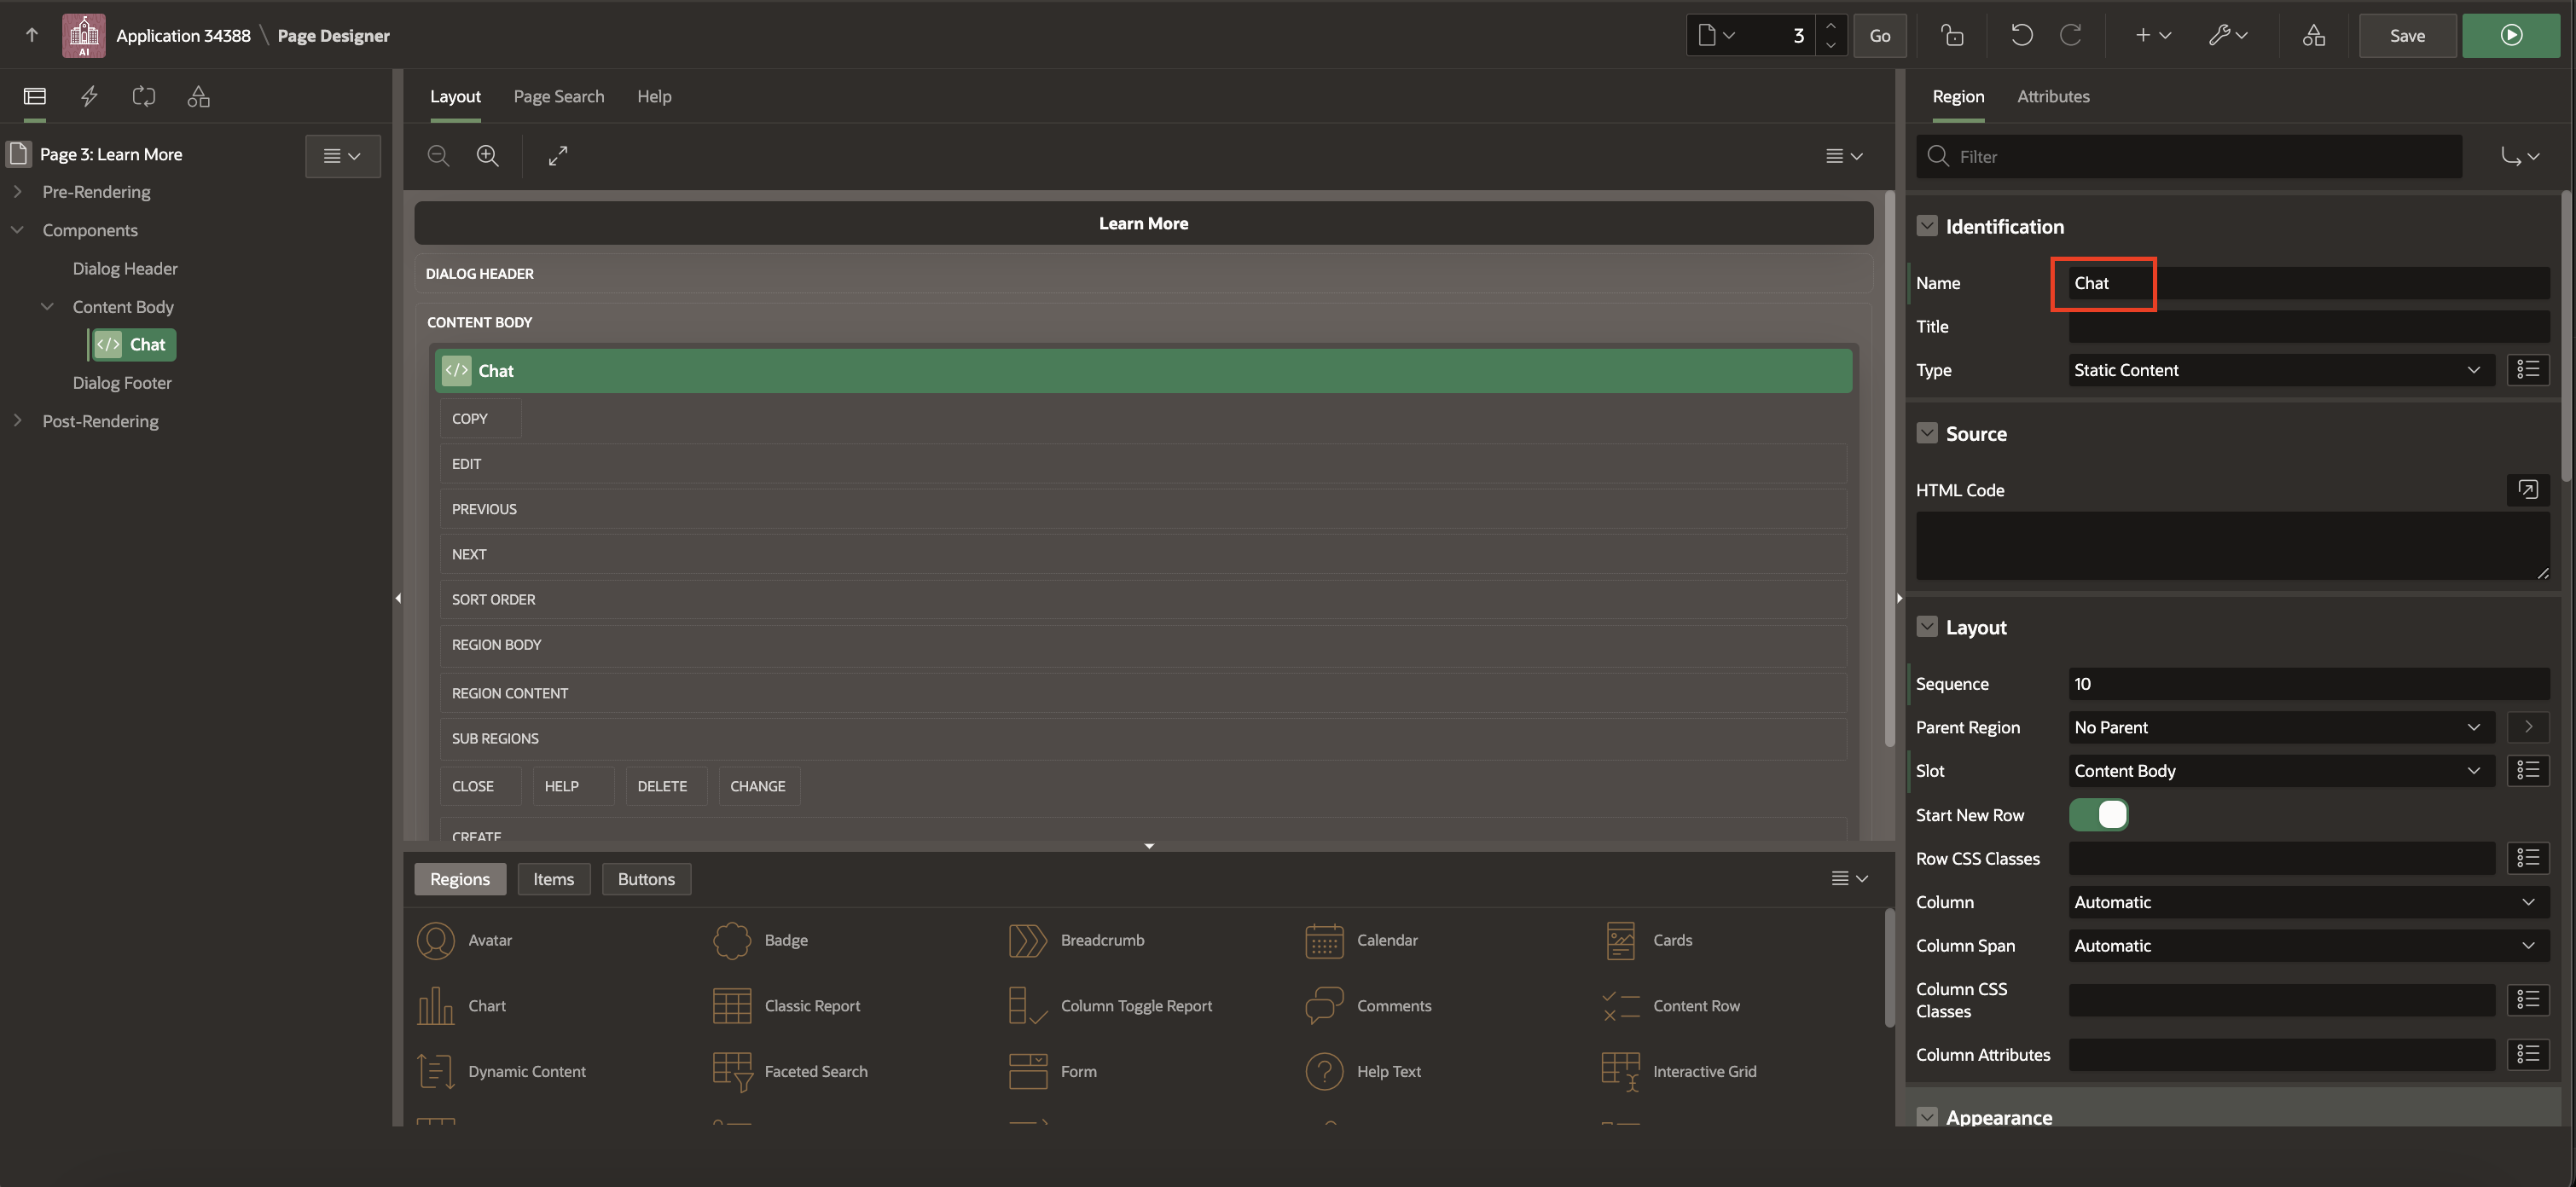 AI
Application 34388 \ Page Designer
3
Go
Save
Page 3: Learn More
Pre-Rendering
Components
Dialog Header
Content Body
</> Chat
Dialog Footer
Post-Rendering
Layout
Page Search
Help
Learn More
DIALOG HEADER
CONTENT BODY
</> Chat
COPY
EDIT
PREVIOUS
NEXT
SORT ORDER
REGION BODY
REGION CONTENT
SUB REGIONS
CLOSE HELP DELETE CHANGE
CREATE
Regions Items Buttons
Avatar Badge Breadcrumb Calendar Cards
Chart Classic Report Column Toggle Report Comments Content Row
Dynamic Content Faceted Search Form Help Text Interactive Grid
Region Attributes
Filter
Identification
Name Chat
Title
Type Static Content
Source
HTML Code
Layout
Sequence 10
Parent Region No Parent
Slot Content Body
Start New Row
Row CSS Classes
Column Automatic
Column Span Automatic
Column CSS
Classes
Column Attributes
Appearance